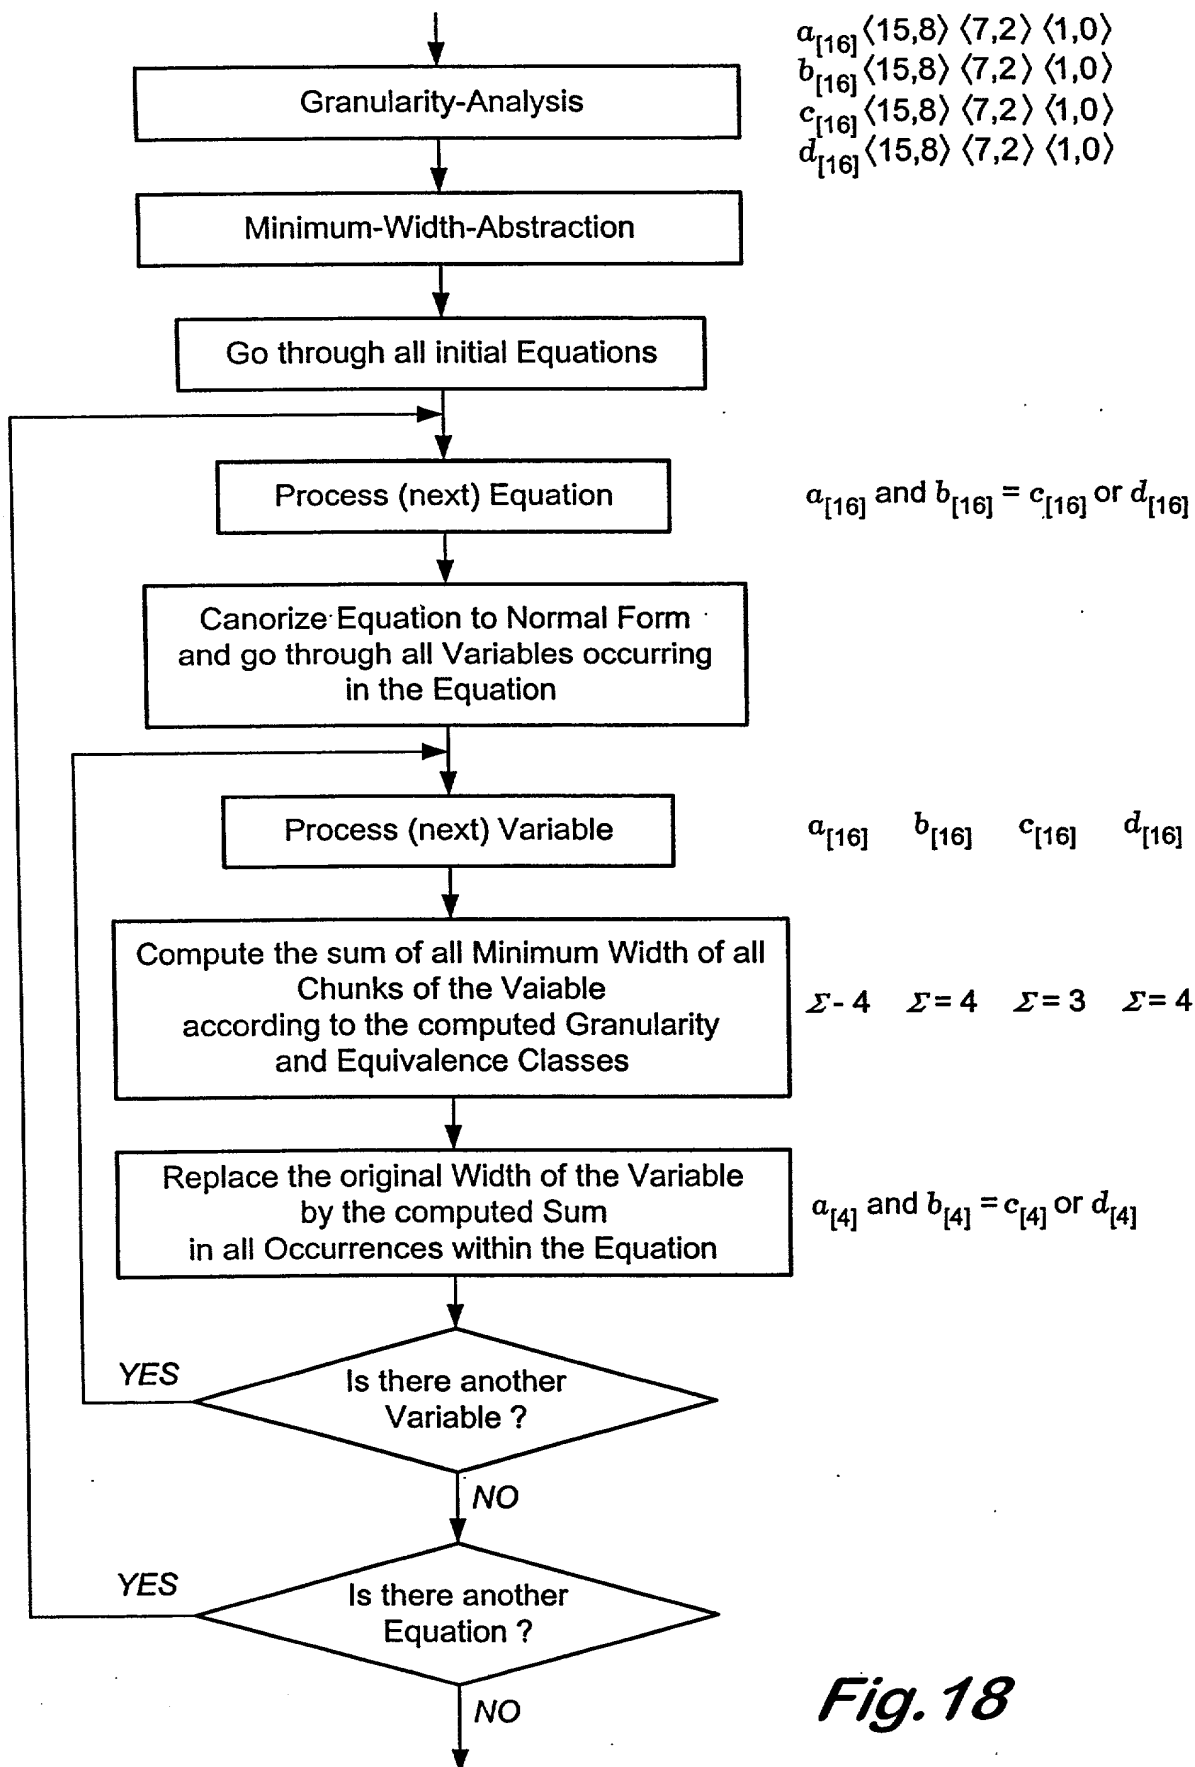 a[16]⟨15,8⟩ ⟨7,2⟩ ⟨1,0⟩
b[16]⟨15,8⟩ ⟨7,2⟩ ⟨1,0⟩
c[16]⟨15,8⟩ ⟨7,2⟩ ⟨1,0⟩
d[16]⟨15,8⟩ ⟨7,2⟩ ⟨1,0⟩
Granularity-Analysis
Minimum-Width-Abstraction
Go through all initial Equations
Process (next) Equation
a[16] and b[16] = c[16] or d[16]
Canorize Equation to Normal Form
and go through all Variables occurring
in the Equation
Process (next) Variable
a[16] b[16] c[16] d[16]
Compute the sum of all Minimum Width of all
Chunks of the Vaiable
according to the computed Granularity
and Equivalence Classes
Σ- 4 Σ= 4 Σ= 3 Σ= 4
Replace the original Width of the Variable
by the computed Sum
in all Occurrences within the Equation
a[4] and b[4] = c[4] or d[4]
YES
Is there another
Variable ?
NO
YES
Is there another
Equation ?
NO
Fig. 18